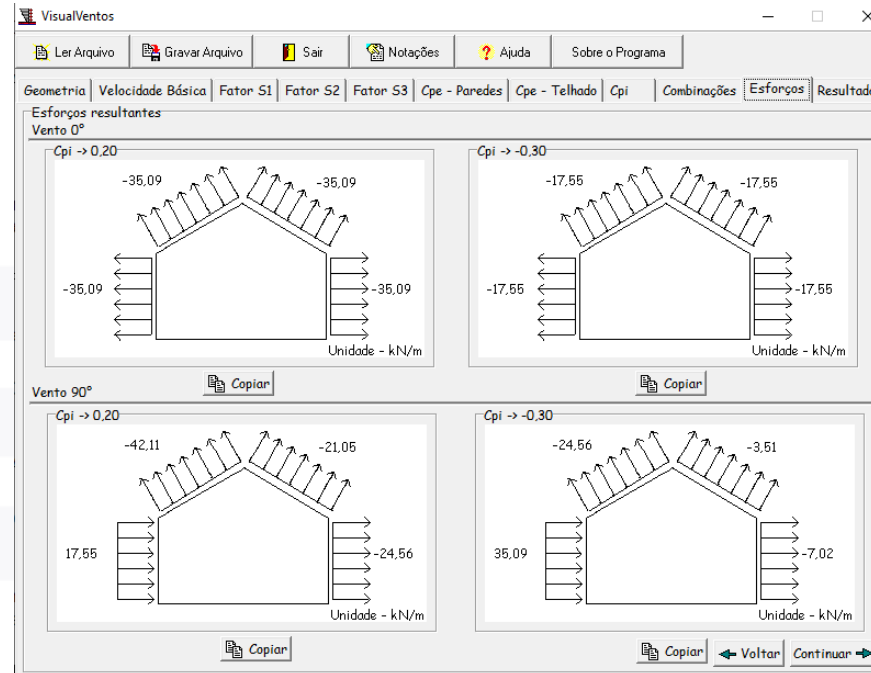 VisualVentos
Ler Arquivo Gravar Arquivo Sair Notações ? Ajuda Sobre o Programa
Geometria Velocidade Básica Fator S1 Fator S2 Fator S3 Cpe - Paredes Cpe - Telhado Cpi Combinações Esforços Resultado
Esforços resultantes
Vento 0°
Cpi -> 0,20 Cpi -> -0,30
-35,09 -35,09 -17,55 -17,55
-35,09 -35,09 -17,55 -17,55
Unidade - kN/m Unidade - kN/m
Copiar Copiar
Vento 90°
Cpi -> 0,20 Cpi -> -0,30
-42,11 -21,05 -24,56 -3,51
17,55 -24,56 35,09 -7,02
Unidade - kN/m Unidade - kN/m
Copiar Copiar Voltar Continuar